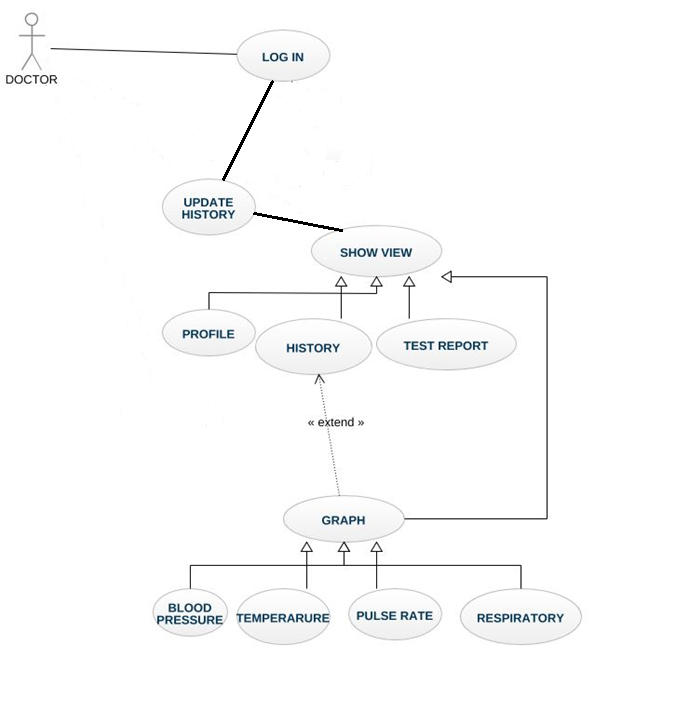 LOG IN
DOCTOR
UPDATE
HISTORY
SHOW VIEW
PROFILE
HISTORY
TEST REPORT
« extend »
GRAPH
BLOOD
PRESSURE
TEMPERARURE
PULSE RATE
RESPIRATORY